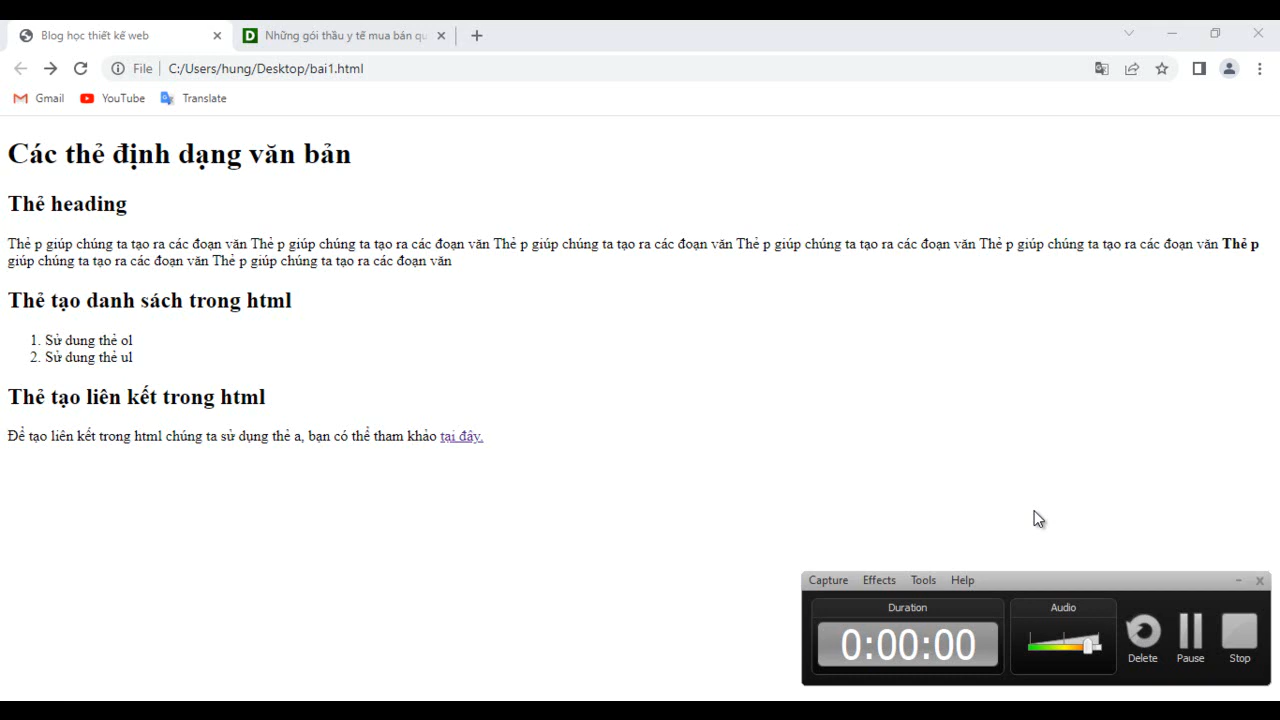 Blog học thiết kế web
Những gói thầu y tế mua bán qu
File
C:/Users/hung/Desktop/bai1.html
Gmail
YouTube
Translate
Các thẻ định dạng văn bản
Thẻ heading
Thẻ p giúp chúng ta tạo ra các đoạn văn Thẻ p giúp chúng ta tạo ra các đoạn văn Thẻ p giúp chúng ta tạo ra các đoạn văn Thẻ p giúp chúng ta tạo ra các đoạn văn Thẻ p giúp chúng ta tạo ra các đoạn văn Thẻ p
giúp chúng ta tạo ra các đoạn văn Thẻ p giúp chúng ta tạo ra các đoạn văn
Thẻ tạo danh sách trong html
1. Sử dung thẻ ol
2. Sử dung thẻ ul
Thẻ tạo liên kết trong html
Để tạo liên kết trong html chúng ta sử dụng thẻ a, bạn có thể tham khảo tại đây.
Capture Effects Tools Help
Duration
Audio
0:00:00
Delete
Pause
Stop